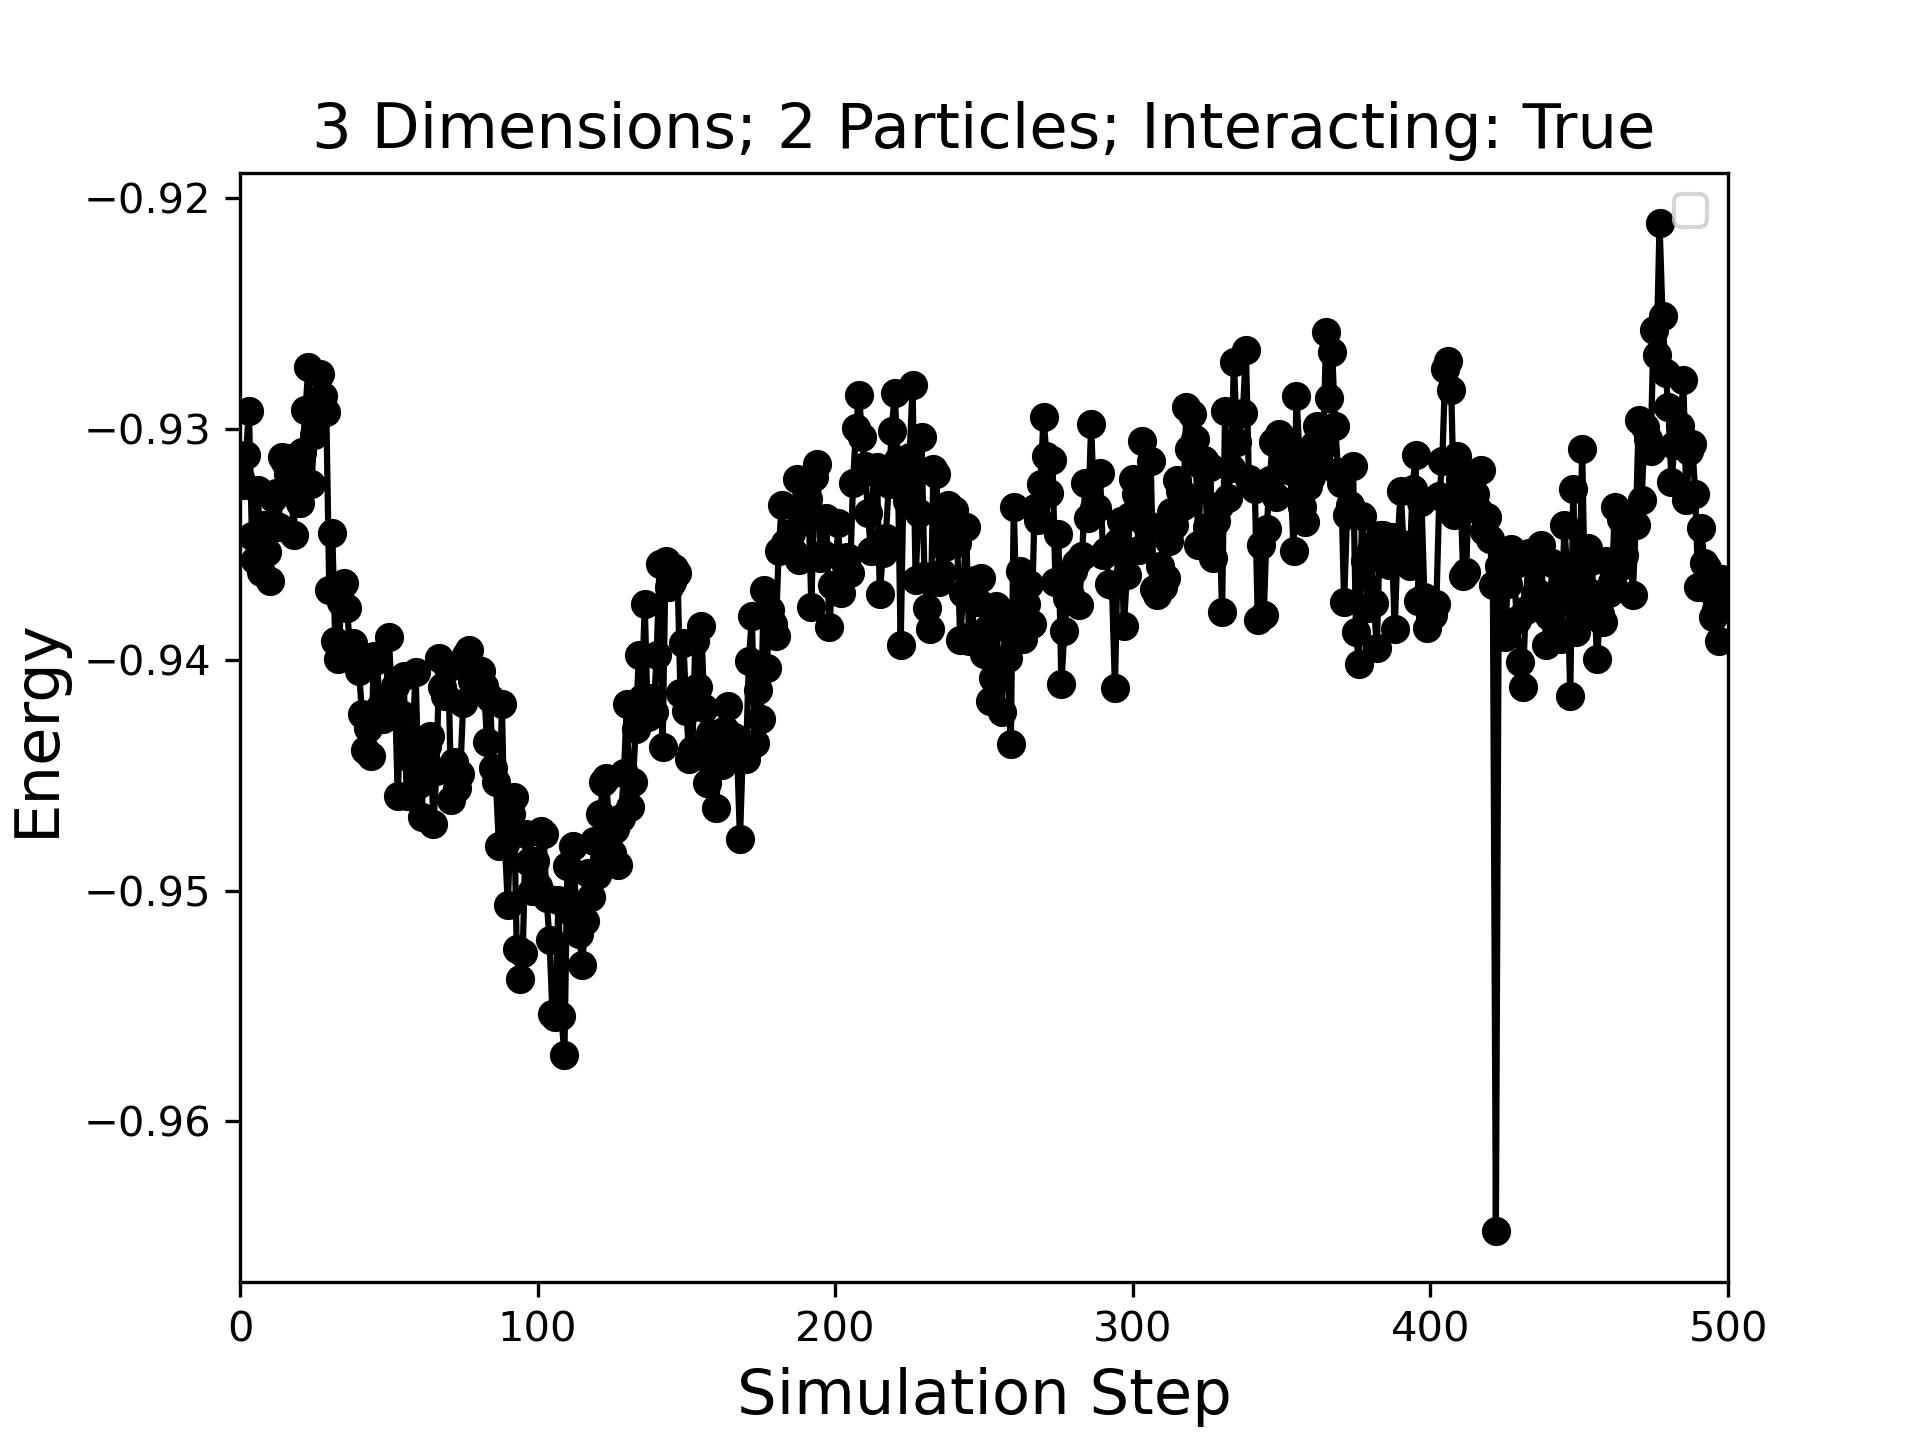 3 Dimensions; 2 Particles; Interacting: True
−0.92
−0.93
−0.94
−0.95
−0.96
Energy
0 100 200 300 400 500
Simulation Step